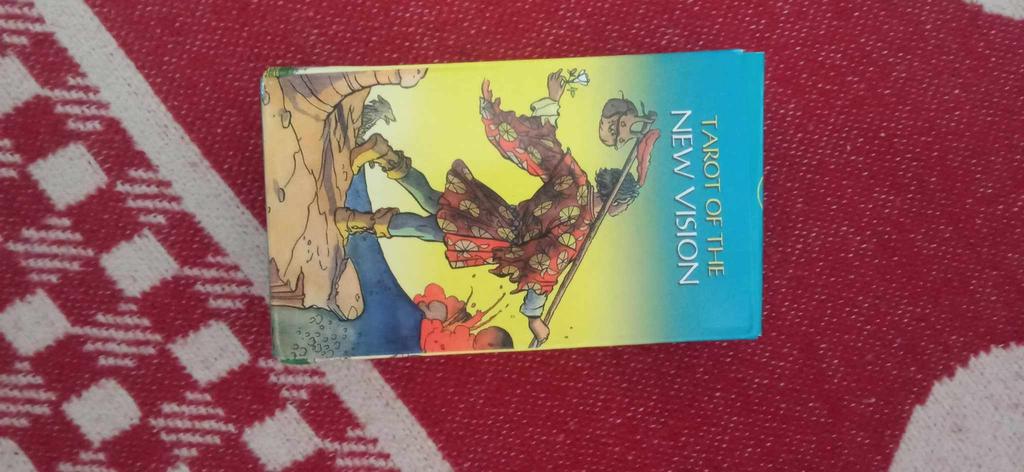 TAROT OF THE
NEW VISION